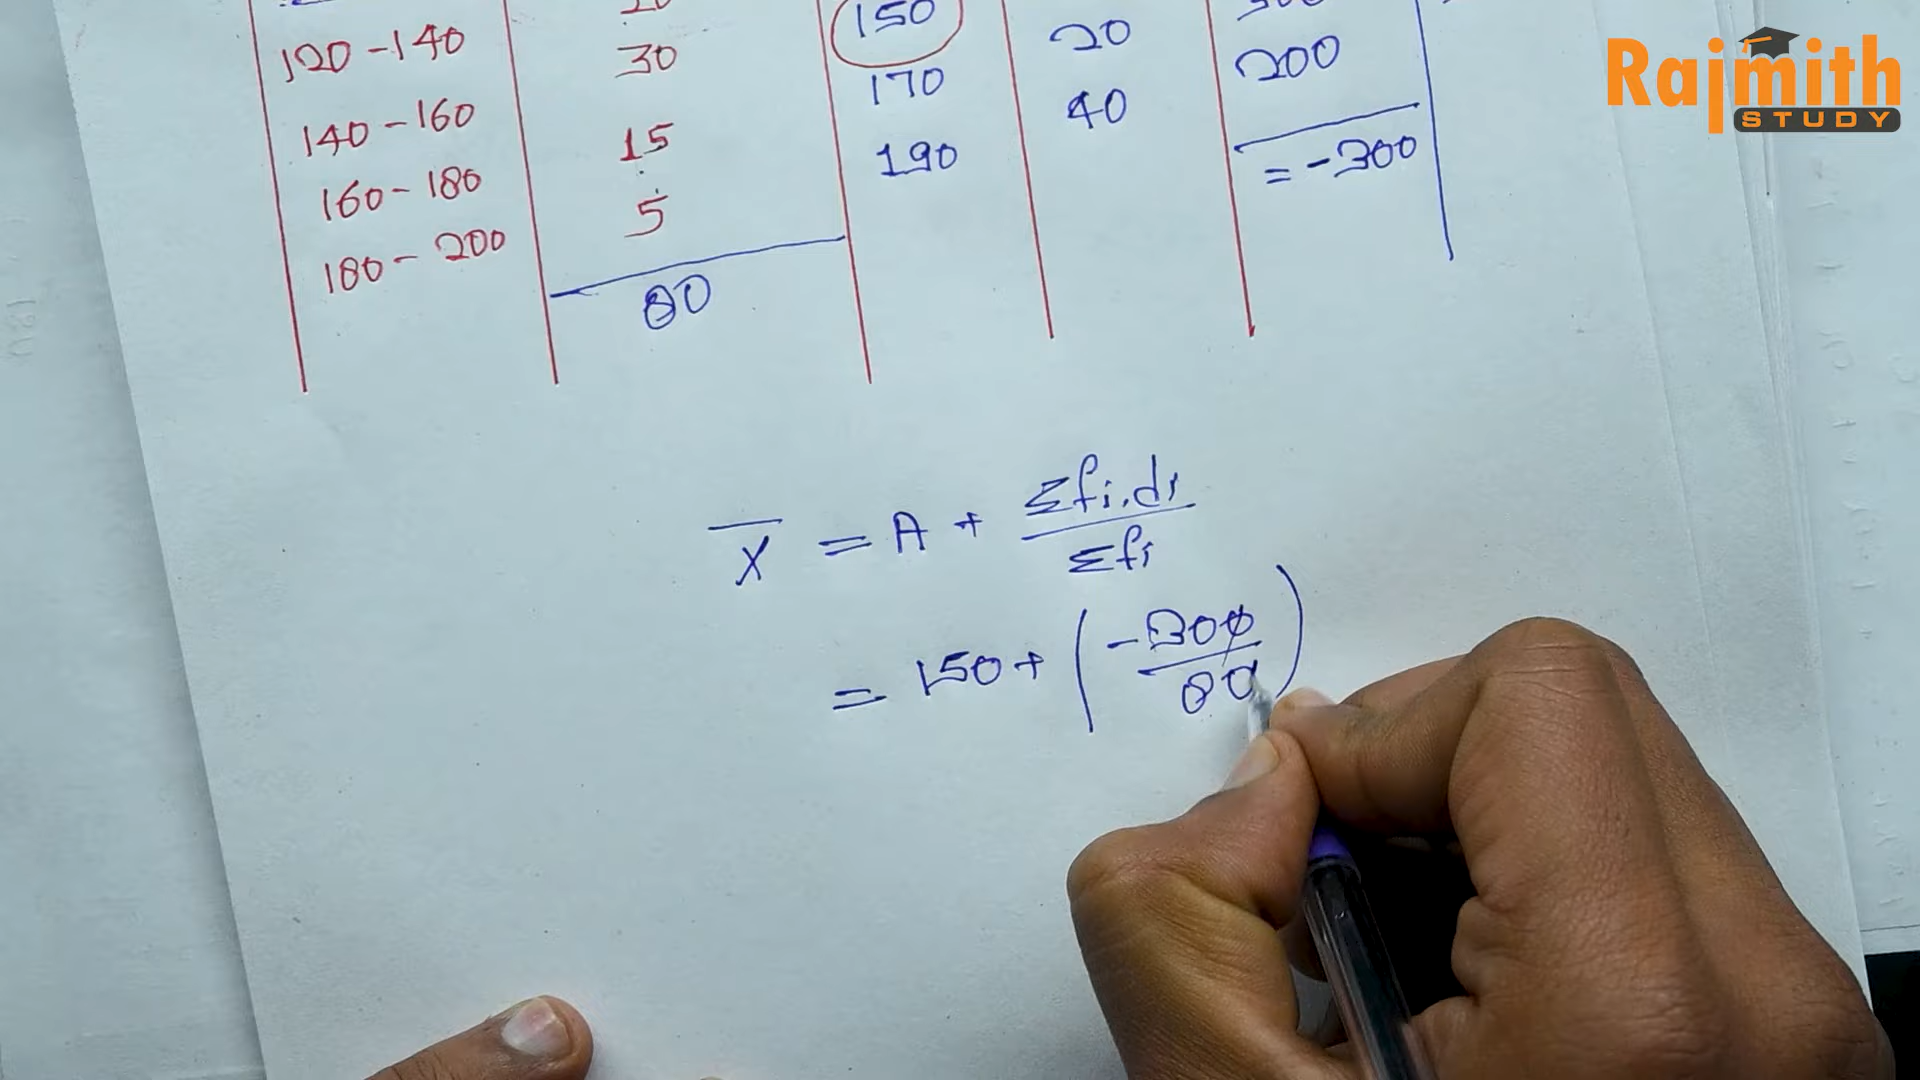 Rajmith
STUDY
120-140 30 150 20
140-160 15 170 40 200
160-180 5 190 = -300
180-200
80
X = A + Σfi.di / Σfi
= 150 + (-300 / 80)